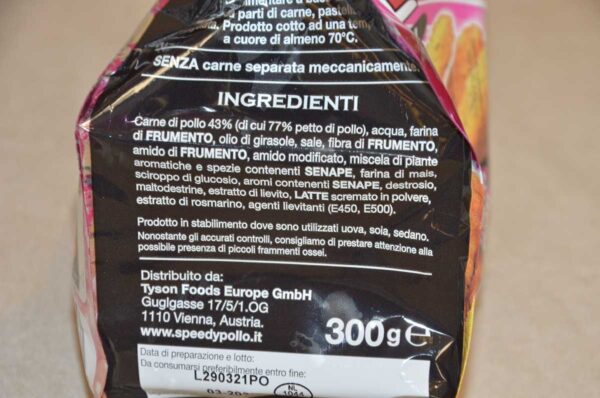 parti di carne, pastell
Prodotto cotto ad una tem
a cuore di almeno 70°C.
SENZA carne separata meccanicamente.
INGREDIENTI
Carne di pollo 43% (di cui 77% petto di pollo), acqua, farina
di FRUMENTO, olio di girasole, sale, fibra di FRUMENTO,
amido di FRUMENTO, amido modificato, miscela di piante
aromatiche e spezie contenenti SENAPE, farina di mais,
sciroppo di glucosio, aromi contenenti SENAPE, destrosio,
maltodestrine, estratto di lievito, LATTE scremato in polvere,
estratto di rosmarino, agenti lievitanti (E450, E500).
Prodotto in stabilimento dove sono utilizzati uova, soia, sedano.
Nonostante gli accurati controlli, consigliamo di prestare attenzione alla
possibile presenza di piccoli frammenti ossei.
Distribuito da:
Tyson Foods Europe GmbH
Guglgasse 17/5/1.OG
1110 Vienna, Austria.
www.speedypollo.it
300g e
Data di preparazione e lotto:
Da consumarsi preferibilmente entro fine:
L290321PO
NL
1044